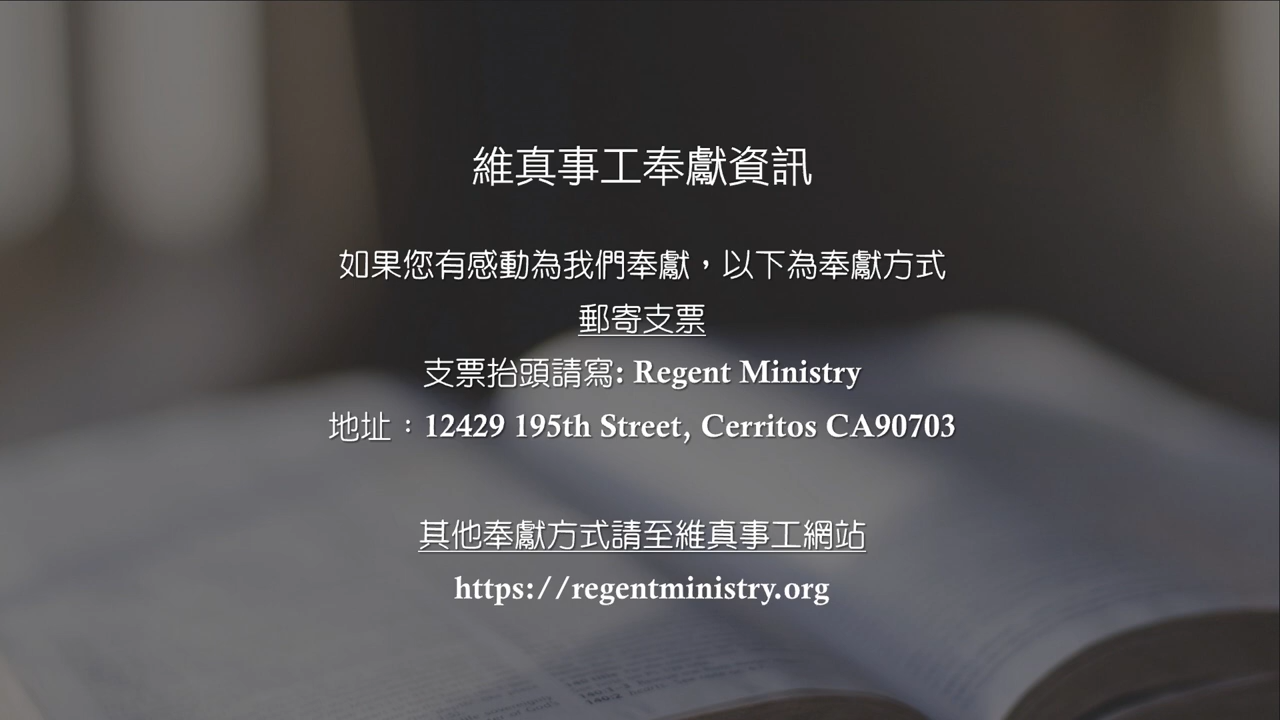 維真事工奉獻資訊
如果您有感動為我們奉獻，以下為奉獻方式
郵寄支票
支票抬頭請寫: Regent Ministry
地址：12429 195th Street, Cerritos CA90703
其他奉獻方式請至維真事工網站
https://regentministry.org